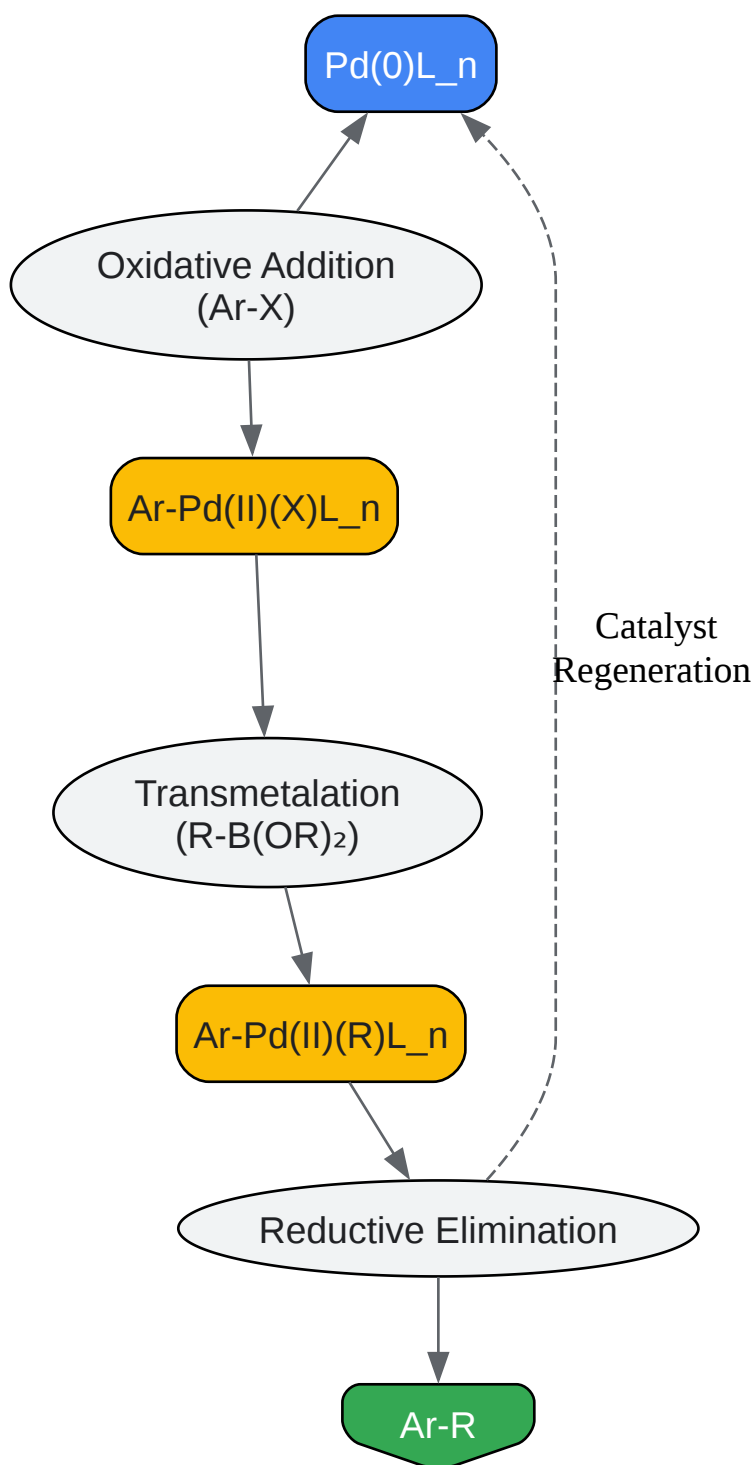 Pd(0)L_n
Oxidative Addition
(Ar-X)
Ar-Pd(II)(X)L_n
Catalyst
Regeneration
Transmetalation
(R-B(OR)₂)
Ar-Pd(II)(R)L_n
Reductive Elimination
Ar-R